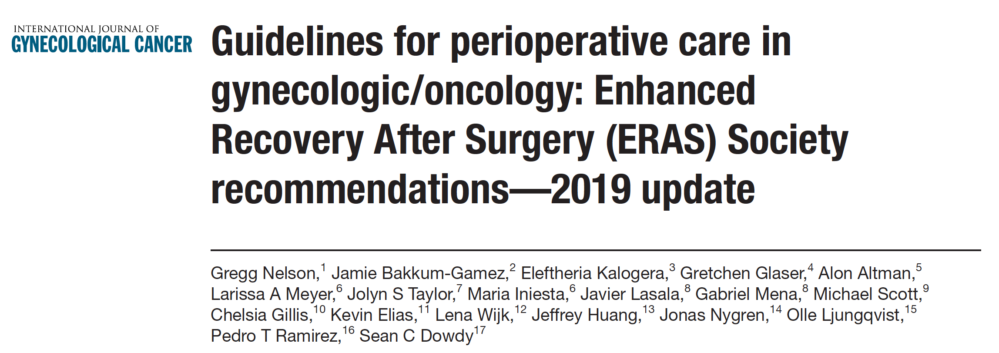 INTERNATIONAL JOURNAL OF
GYNECOLOGICAL CANCER
Guidelines for perioperative care in
gynecologic/oncology: Enhanced
Recovery After Surgery (ERAS) Society
recommendations—2019 update
Gregg Nelson,1 Jamie Bakkum-Gamez,2 Eleftheria Kalogera,3 Gretchen Glaser,4 Alon Altman,5
Larissa A Meyer,6 Jolyn S Taylor,7 Maria Iniesta,6 Javier Lasala,8 Gabriel Mena,8 Michael Scott,9
Chelsia Gillis,10 Kevin Elias,11 Lena Wijk,12 Jeffrey Huang,13 Jonas Nygren,14 Olle Ljungqvist,15
Pedro T Ramirez,16 Sean C Dowdy17